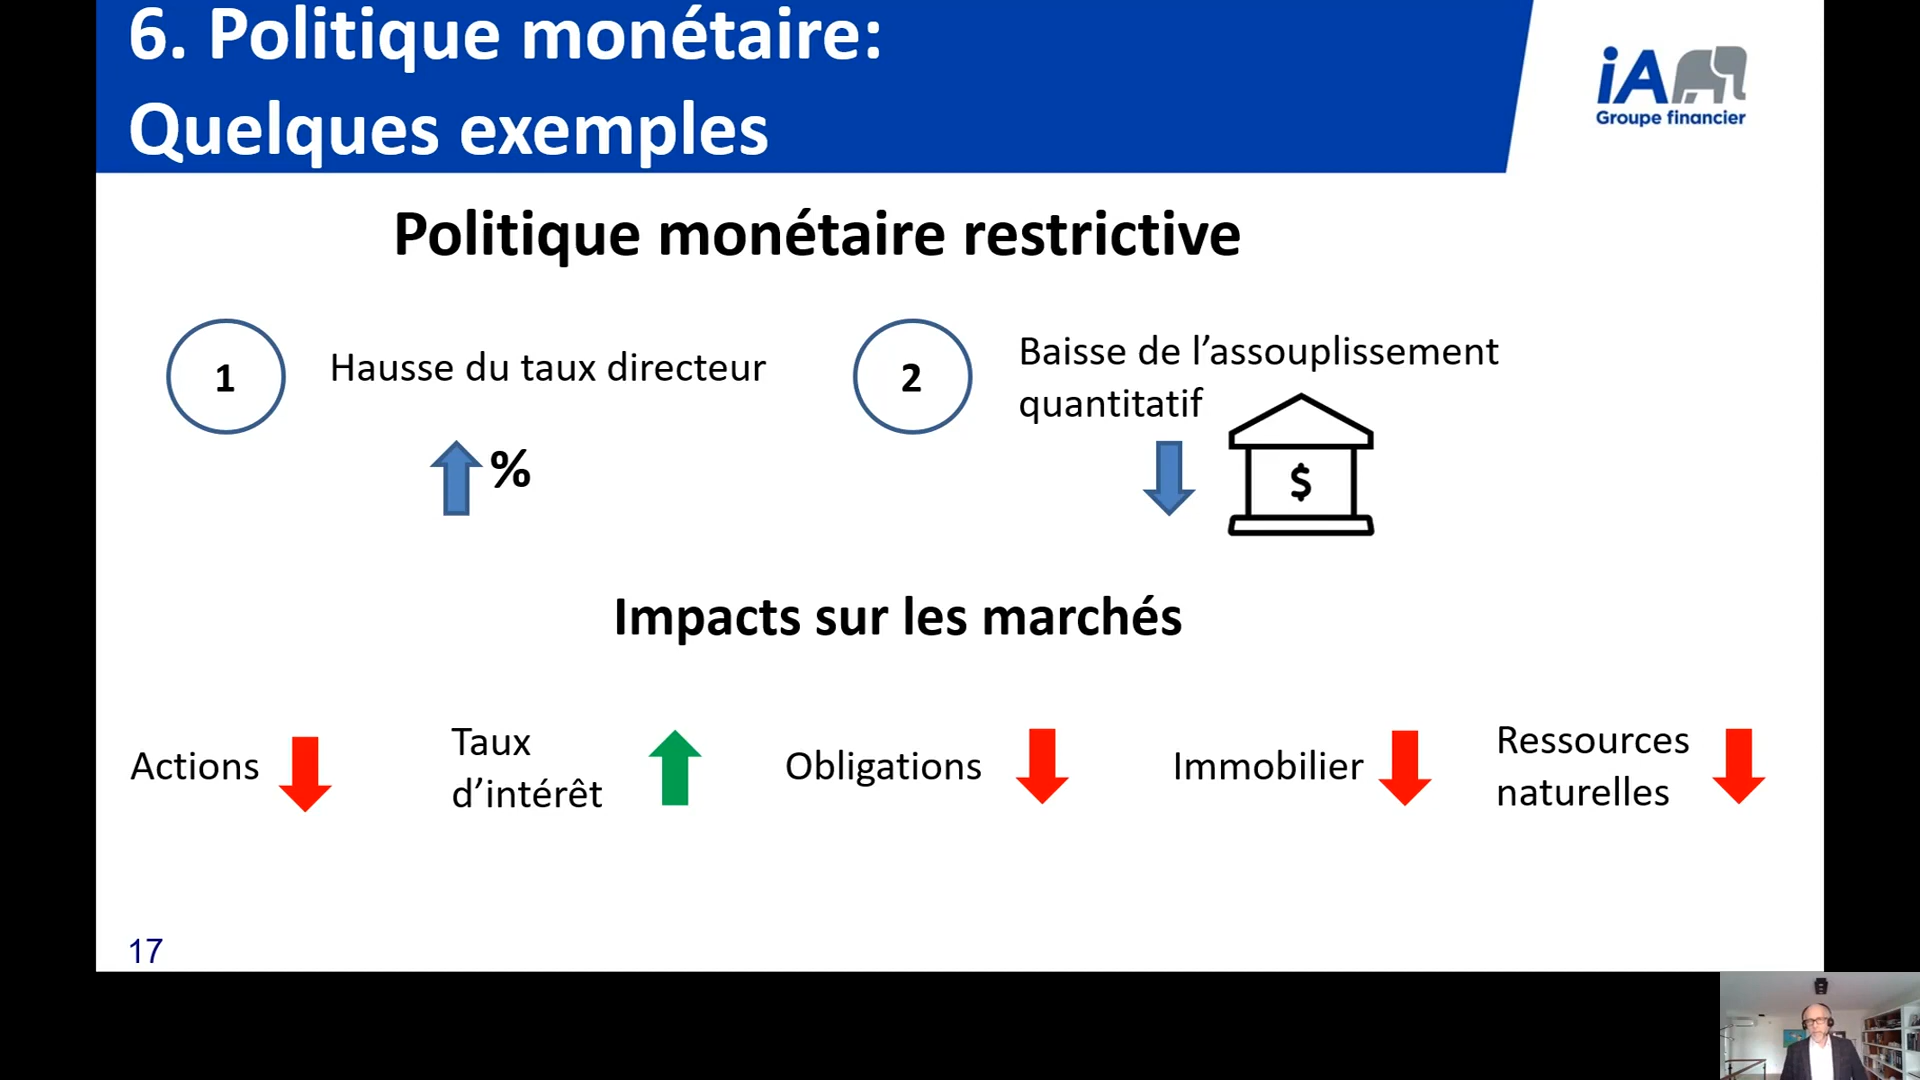 6. Politique monétaire:
Quelques exemples
iA
Groupe financier
Politique monétaire restrictive
1
Hausse du taux directeur
%
2
Baisse de l’assouplissement
quantitatif
$
Impacts sur les marchés
Actions
Taux
d’intérêt
Obligations
Immobilier
Ressources
naturelles
17